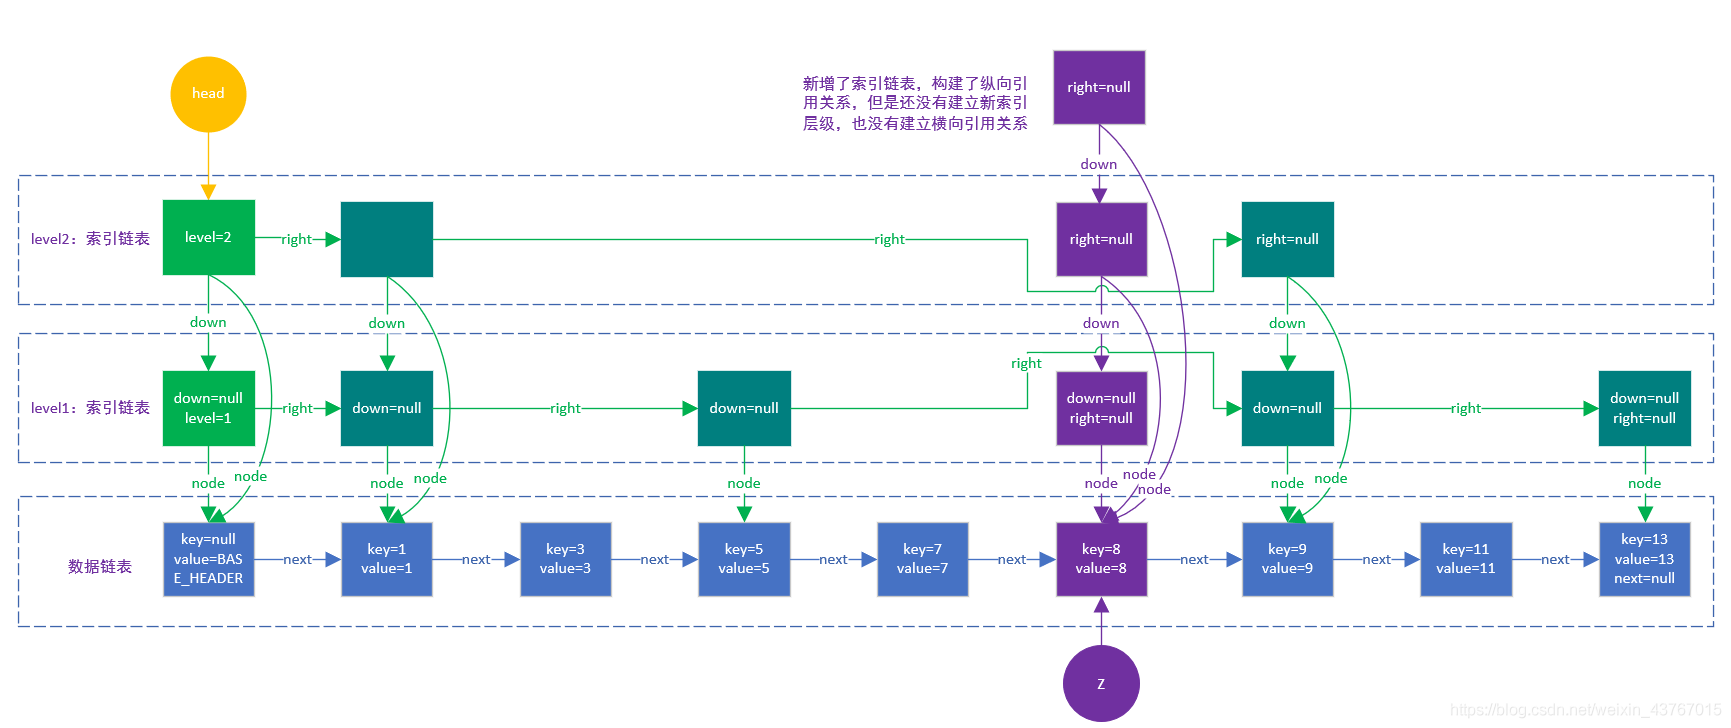 head
新增了索引链表，构建了纵向引
用关系，但是还没有建立新索引
层级，也没有建立横向引用关系
right=null
down
level2：索引链表
level=2
right
right
right=null
right=null
down
down
down
down
level1：索引链表
down=null
level=1
right
down=null
right
down=null
right
down=null
right=null
down=null
right
down=null
right=null
node
node
node
node
node
node
node
node
node
node
node
数据链表
key=null
value=BAS
E_HEADER
next
key=1
value=1
next
key=3
value=3
next
key=5
value=5
next
key=7
value=7
next
key=8
value=8
next
key=9
value=9
next
key=11
value=11
next
key=13
value=13
next=null
Z
https://blog.csdn.net/weixin_43767015